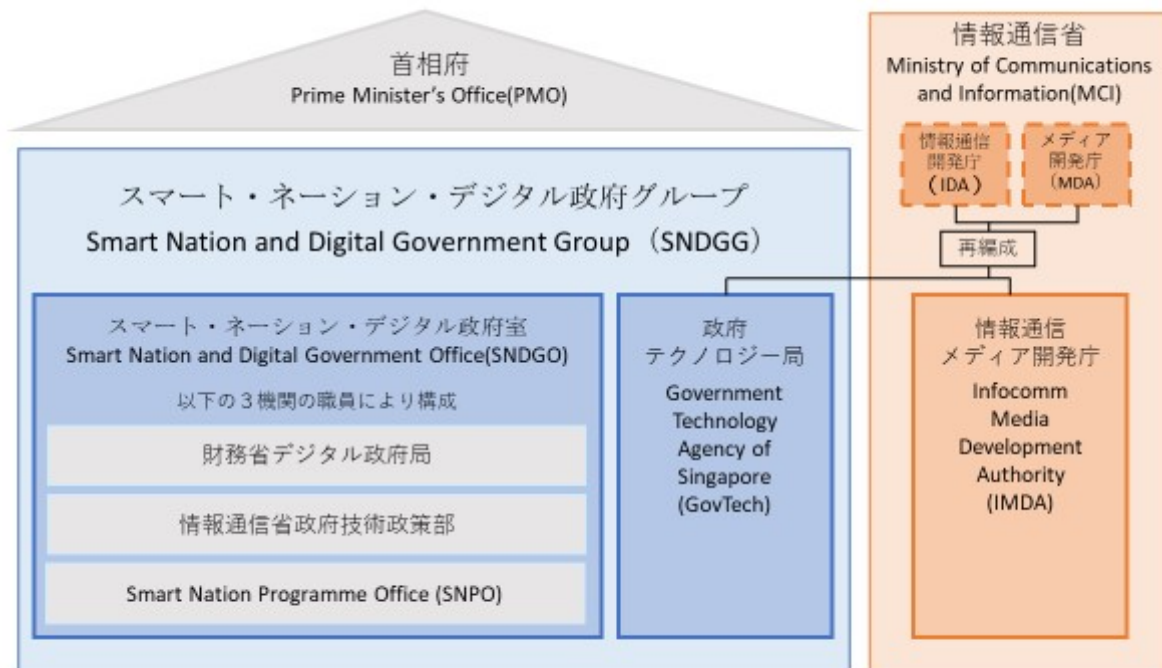 首相府
Prime Minister's Office(PMO)
スマート・ネーション・デジタル政府グループ
Smart Nation and Digital Government Group（SNDGG）
スマート・ネーション・デジタル政府室
Smart Nation and Digital Government Office(SNDGO)
以下の３機関の職員により構成
財務省デジタル政府局
情報通信省政府技術政策部
Smart Nation Programme Office (SNPO)
政府
テクノロジー局
Government
Technology
Agency of
Singapore
(GovTech)
情報通信省
Ministry of Communications
and Information(MCI)
情報通信
開発庁
（IDA）
メディア
開発庁
（MDA）
再編成
情報通信
メディア開発庁
Infocomm
Media
Development
Authority
(IMDA)